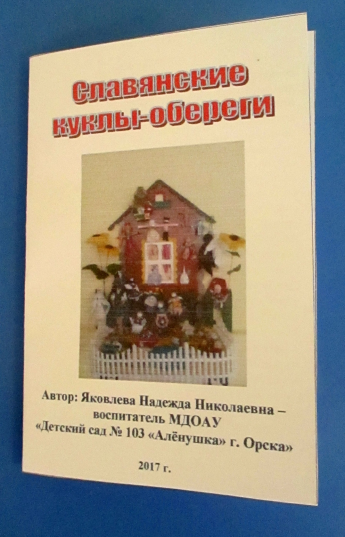 Славянские
куклы-обереги
Автор: Яковлева Надежда Николаевна –
воспитатель МДОАУ
«Детский сад № 103 «Алёнушка» г. Орска»
2017 г.